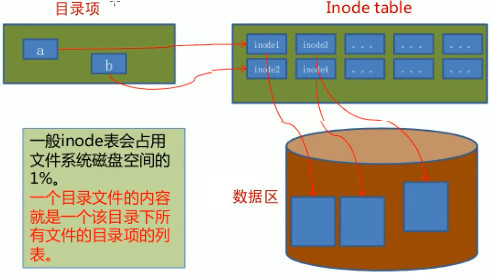 目录项
Inode table
a
b
inode1
inode3
...
...
...
inode2
inode4
...
...
...
一般inode表会占用
文件系统磁盘空间的
1%。
一个目录文件的内容
就是一个该目录下所
有文件的目录项的列
表。
数据区